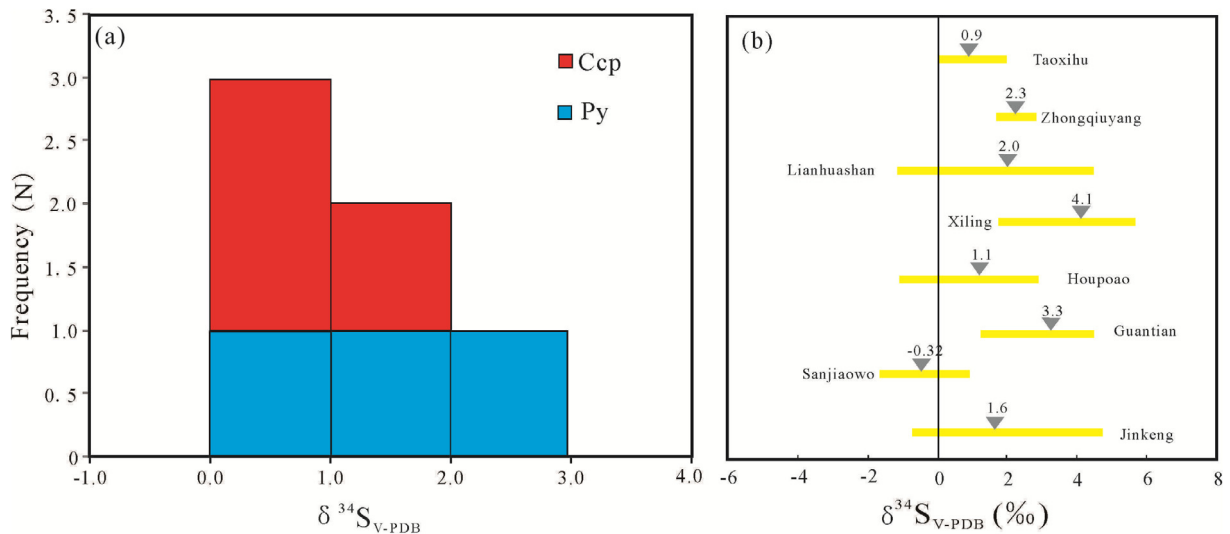 (a)
Ccp
Py
Frequency (N)
3.5
3.0
2.5
2.0
1.5
1.0
0.5
0
-1.0
0.0
1.0
2.0
3.0
4.0
δ ³⁴S V-PDB
(b)
0.9
Taoxihu
2.3
Zhongqiuyang
2.0
Lianhuashan
4.1
Xiling
1.1
Houpoao
3.3
Guantian
-0.32
Sanjiaowo
1.6
Jinkeng
-6
-4
-2
0
2
4
6
8
δ³⁴S V-PDB (‰)